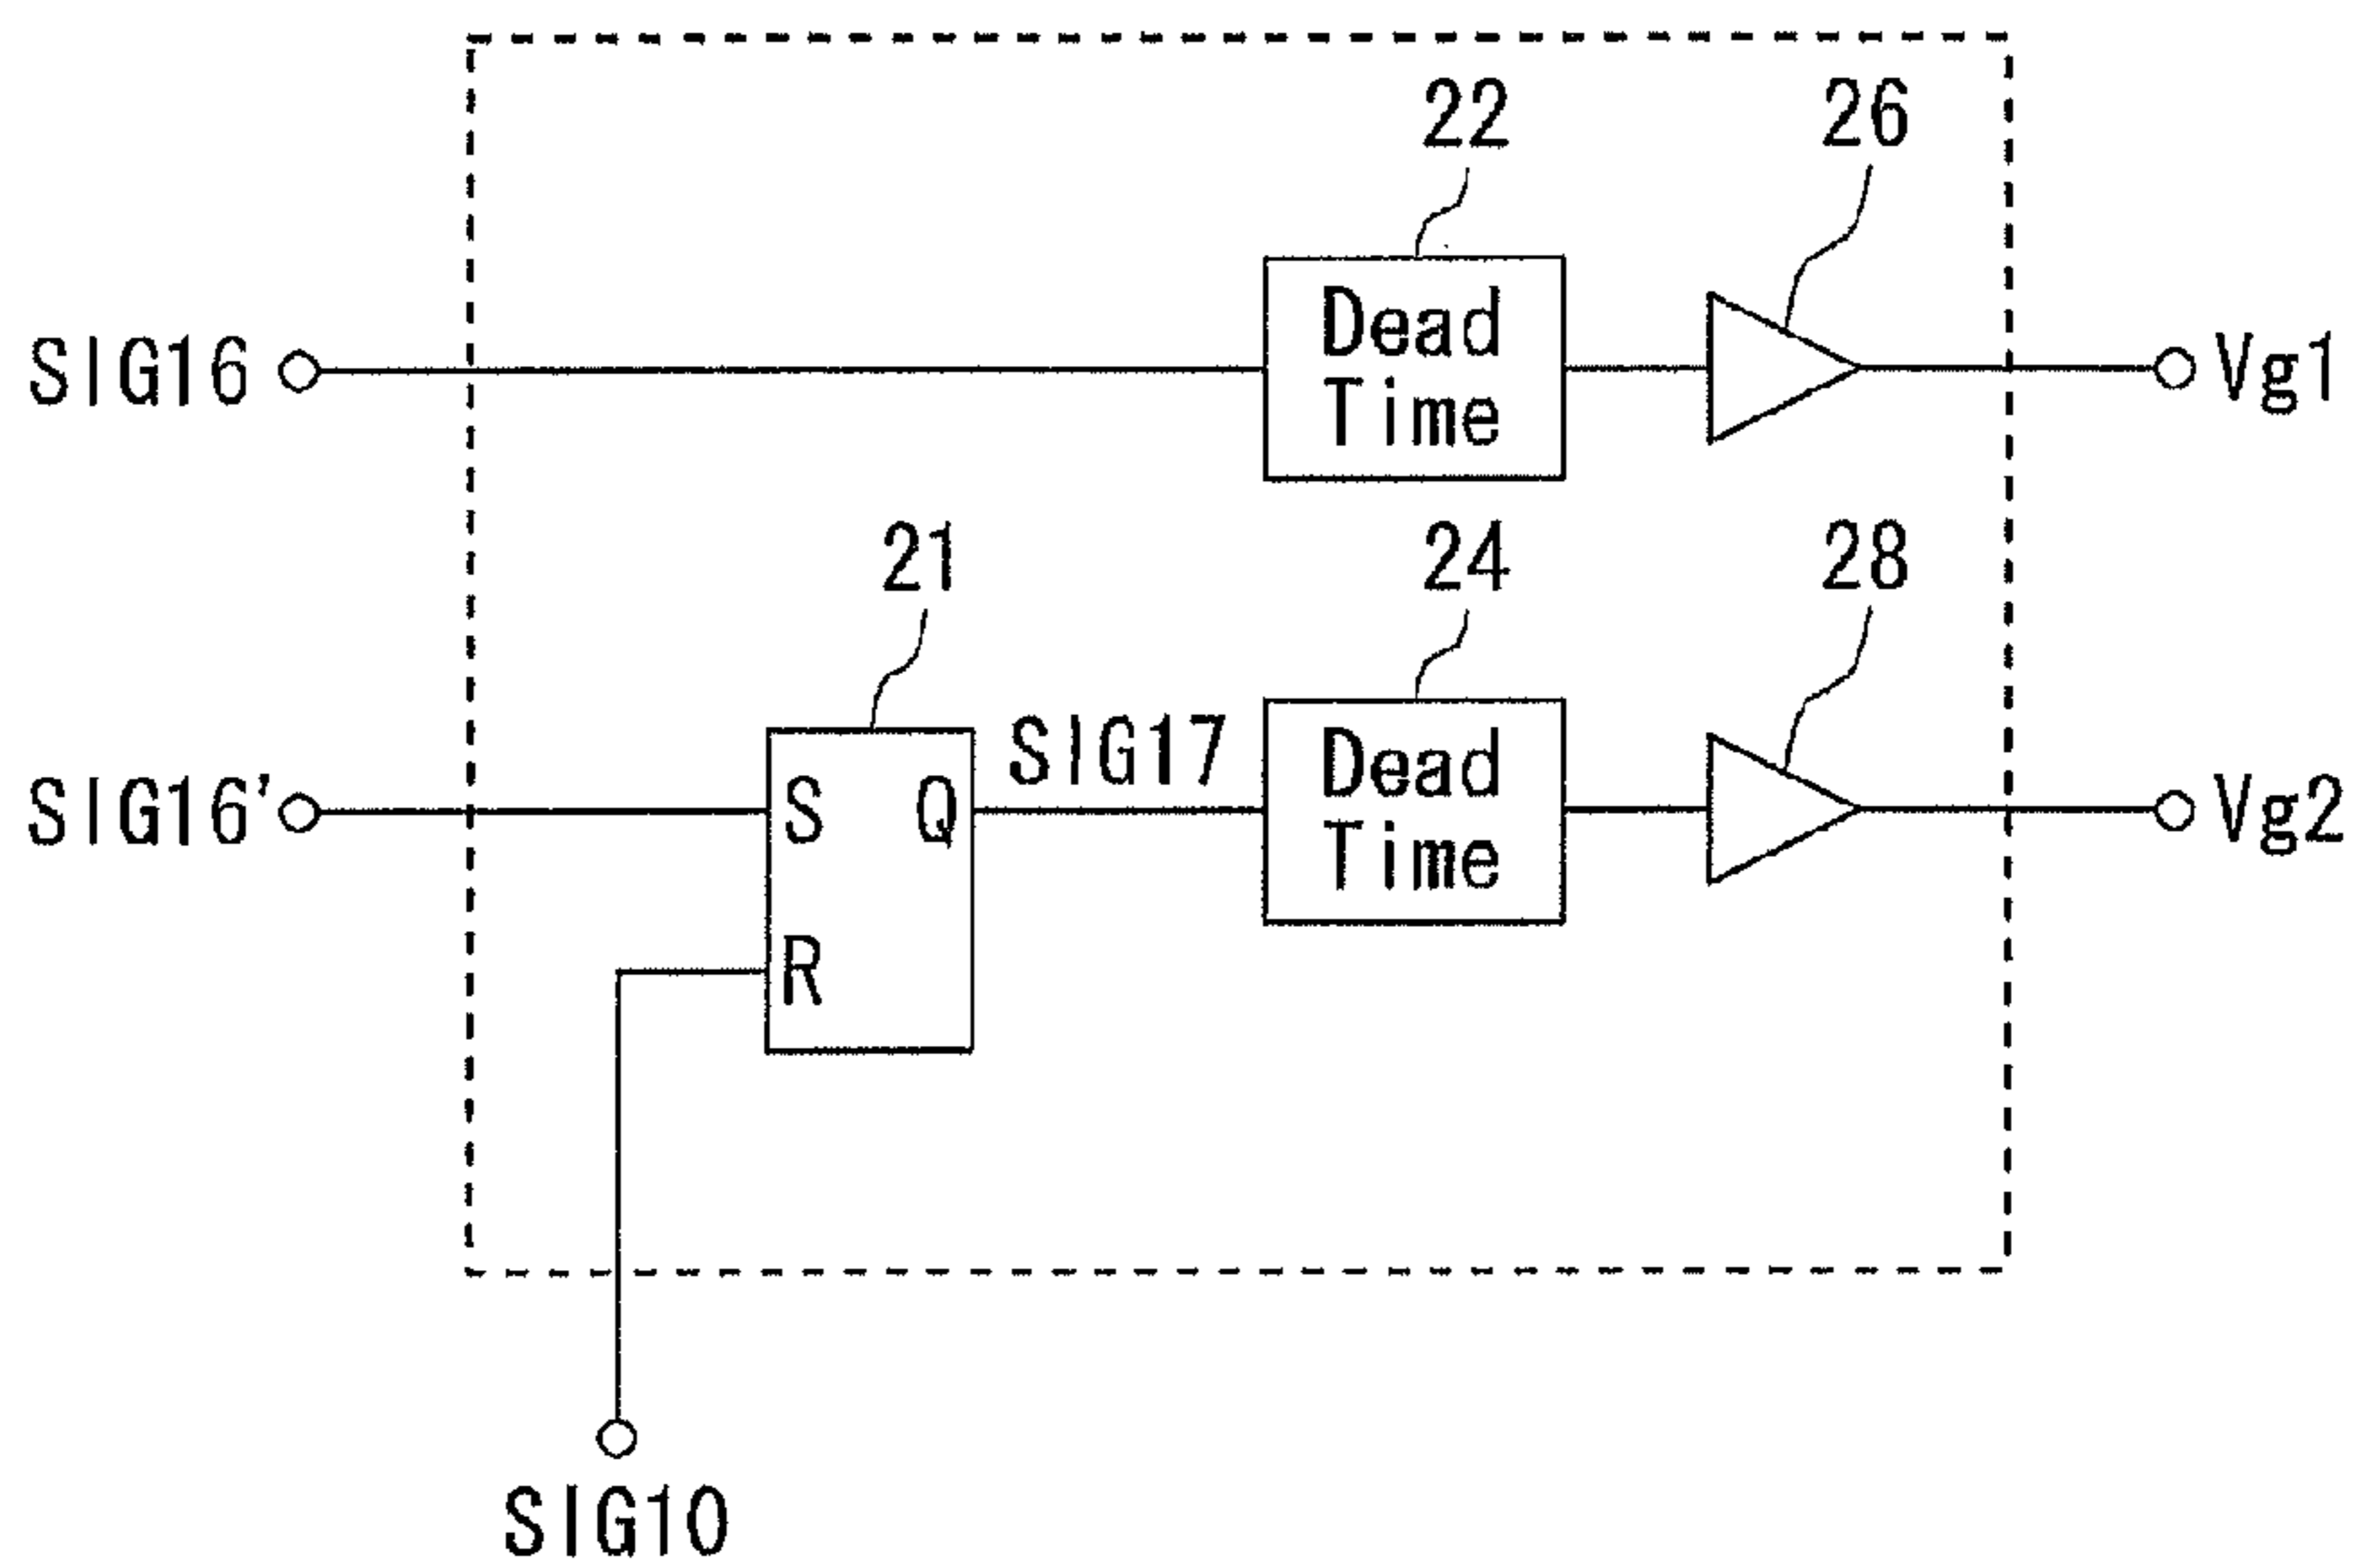 22
26
Dead
Time
SIG16
Vg1
21
24
28
SIG17
Dead
Time
SIG16'
S
Q
Vg2
R
SIG10